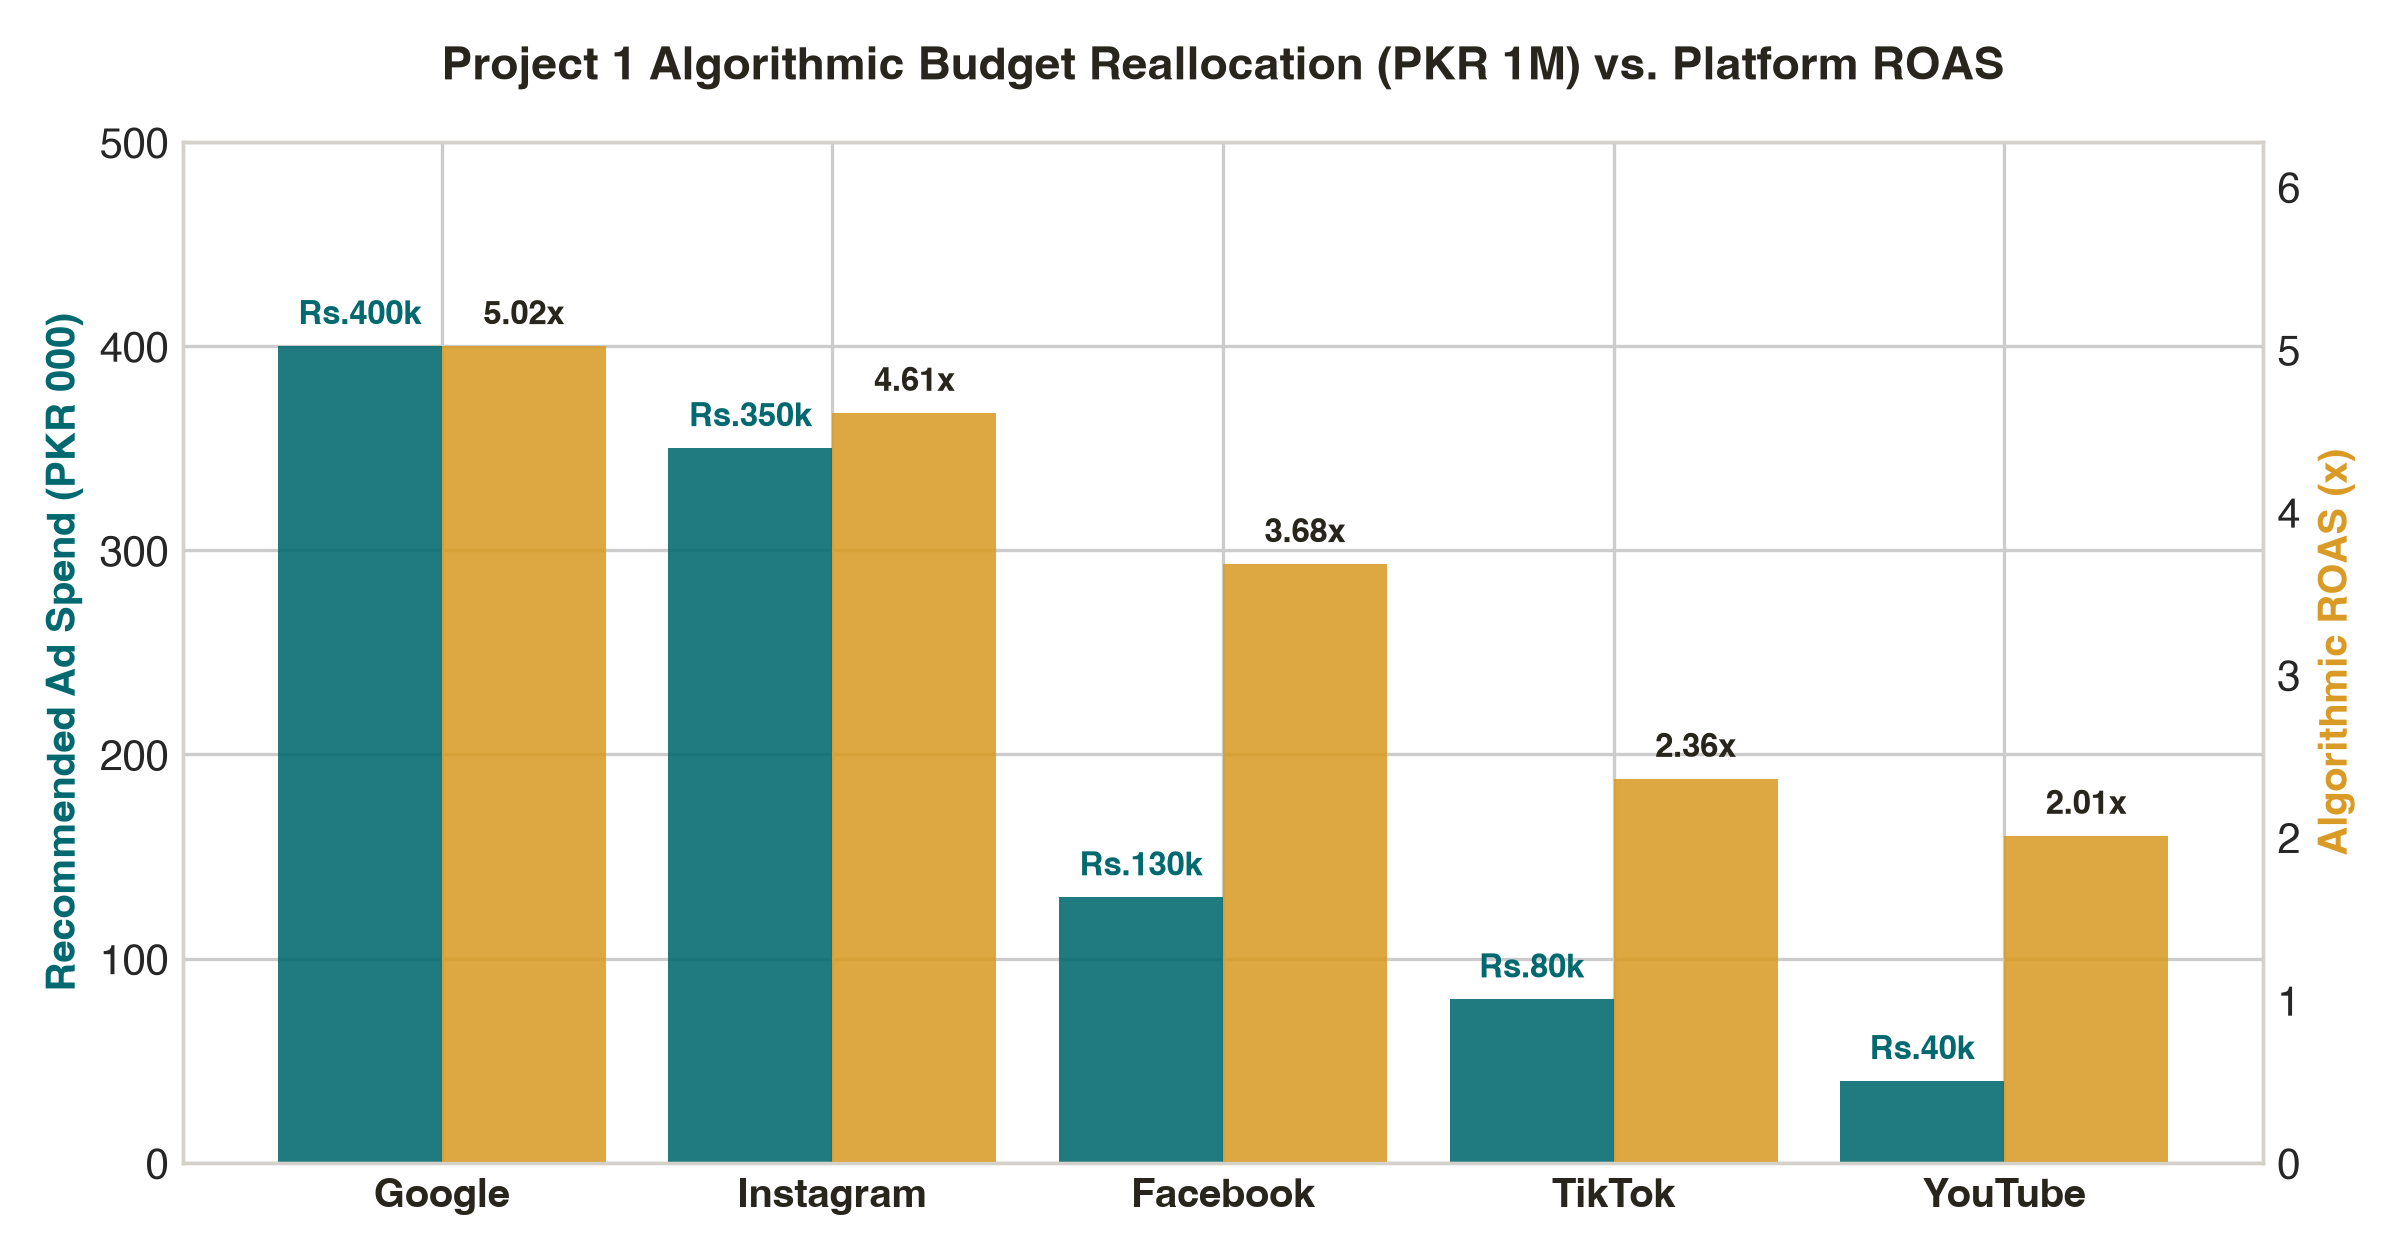 Project 1 Algorithmic Budget Reallocation (PKR 1M) vs. Platform ROAS
Recommended Ad Spend (PKR 000)
500
400
300
200
100
0
Rs.400k
5.02x
Rs.350k
4.61x
Rs.130k
3.68x
Rs.80k
2.36x
Rs.40k
2.01x
6
5
4
3
2
1
0
Algorithmic ROAS (x)
Google
Instagram
Facebook
TikTok
YouTube